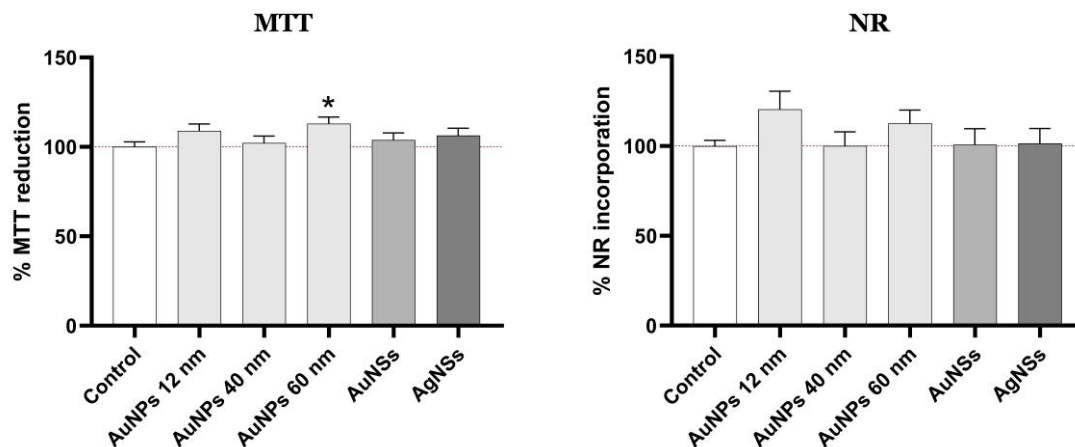 MTT
% MTT reduction
150
100
50
0
*
Control
AuNPs 12 nm
AuNPs 40 nm
AuNPs 60 nm
AuNSs
AgNSs
NR
% NR incorporation
150
100
50
0
Control
AuNPs 12 nm
AuNPs 40 nm
AuNPs 60 nm
AuNSs
AgNSs